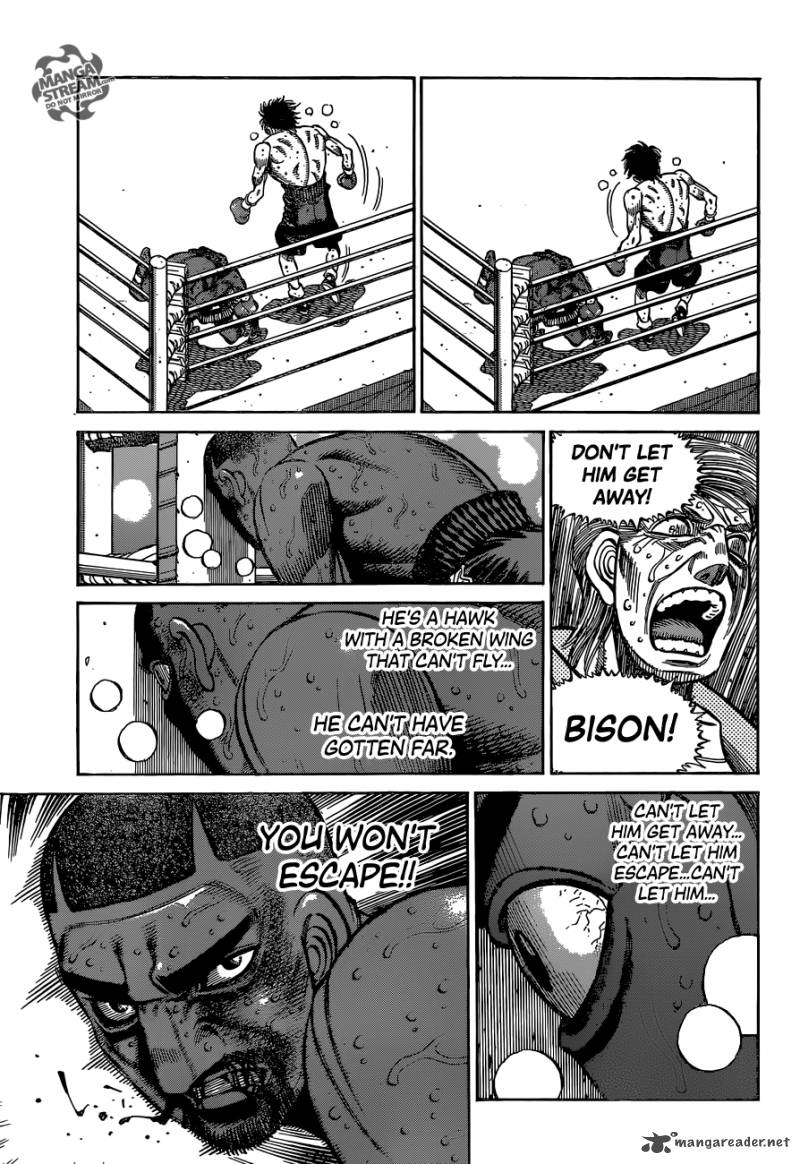 MANGA
STREAM.com
DO NOT MIRROR
DON'T LET
HIM GET
AWAY!
BISON!
HE'S A HAWK
WITH A BROKEN WING
THAT CAN'T FLY...
HE CAN'T HAVE
GOTTEN FAR.
CAN'T LET
HIM GET AWAY...
CAN'T LET HIM
ESCAPE...CAN'T
LET HIM...
YOU WON'T
ESCAPE!!
mangareader.net